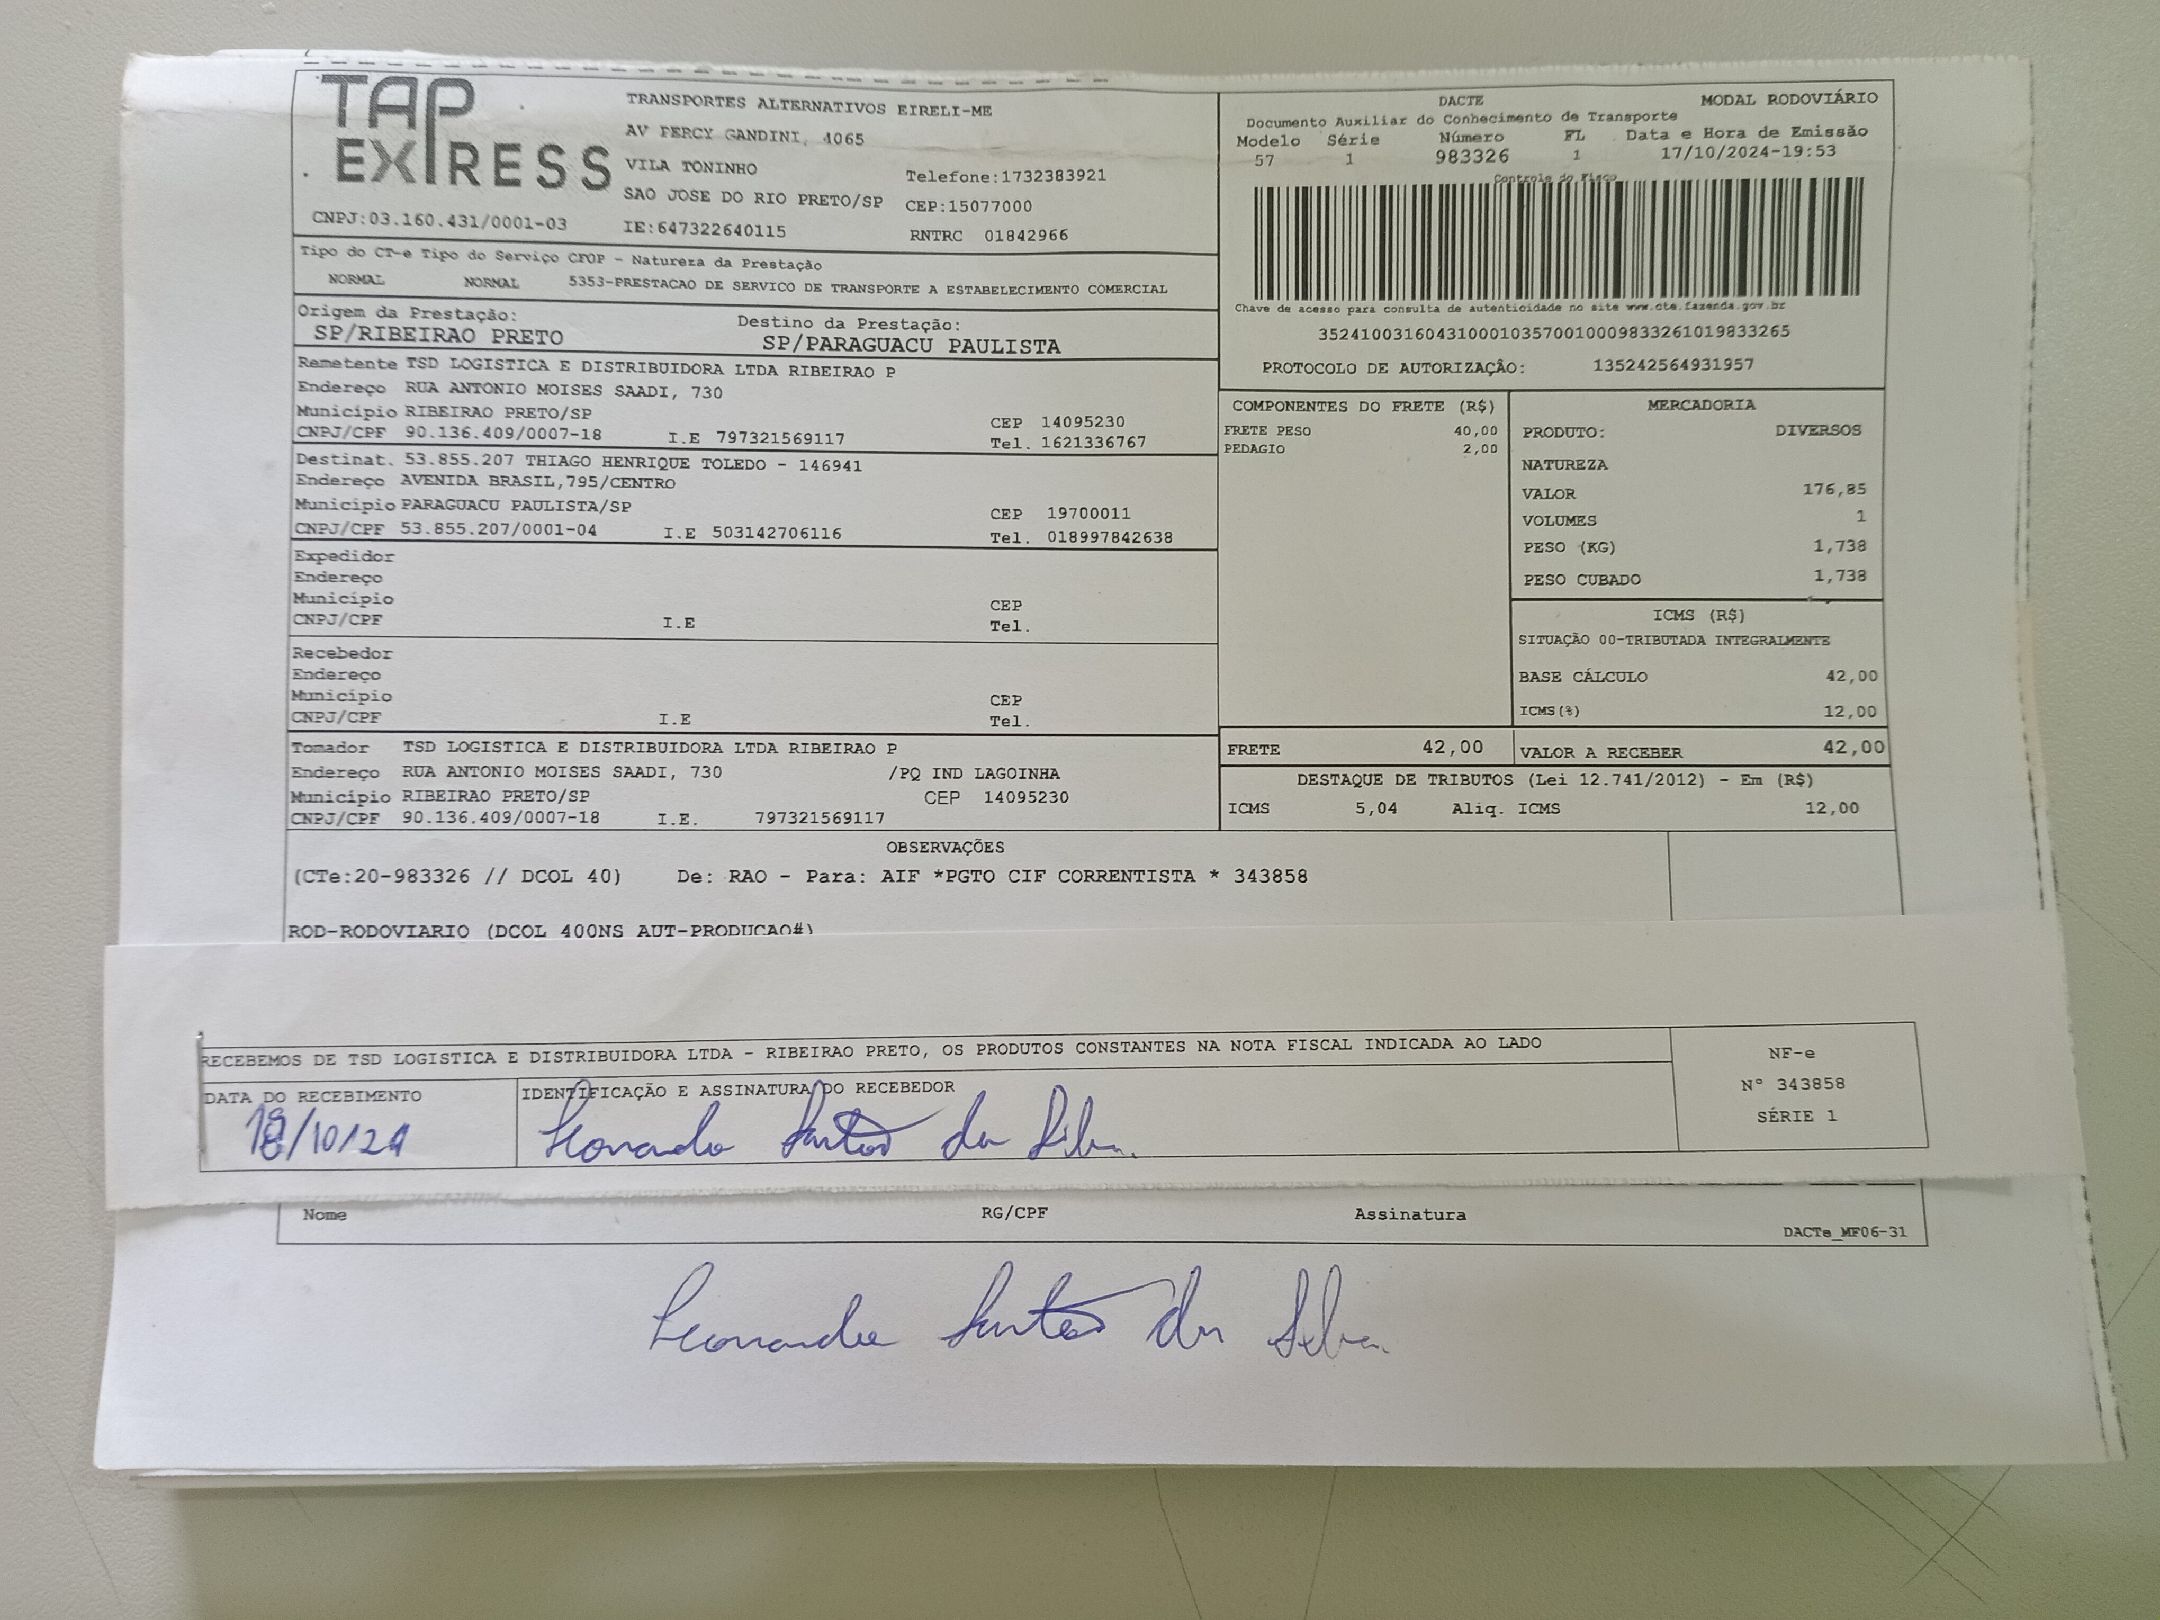 TAP EXPRESS
TRANSPORTES ALTERNATIVOS EIRELI-ME
AV PERCY GANDINI, 4065
VILA TONINHO
Telefone:1732383921
SAO JOSE DO RIO PRETO/SP CEP:15077000
CNPJ:03.160.431/0001-03 IE:647322640115 RNTRC 01842966
DACTE MODAL RODOVIÁRIO
Documento Auxiliar do Conhecimento de Transporte
Modelo Série Número FL Data e Hora de Emissão
57 1 983326 1 17/10/2024-19:53
Controle do Fisco
Chave de acesso para consulta de autenticidade no site www.cte.fazenda.gov.br
35241003160431000103570010009833261019833265
PROTOCOLO DE AUTORIZAÇÃO: 135242564931957
Tipo do CT-e Tipo do Serviço CFOP - Natureza da Prestação
NORMAL NORMAL 5353-PRESTACAO DE SERVICO DE TRANSPORTE A ESTABELECIMENTO COMERCIAL
Origem da Prestação: Destino da Prestação:
SP/RIBEIRAO PRETO SP/PARAGUACU PAULISTA
Remetente TSD LOGISTICA E DISTRIBUIDORA LTDA RIBEIRAO P
Endereço RUA ANTONIO MOISES SAADI, 730
Município RIBEIRAO PRETO/SP CEP 14095230
CNPJ/CPF 90.136.409/0007-18 I.E 797321569117 Tel. 1621336767
Destinat. 53.855.207 THIAGO HENRIQUE TOLEDO - 146941
Endereço AVENIDA BRASIL,795/CENTRO
Município PARAGUACU PAULISTA/SP CEP 19700011
CNPJ/CPF 53.855.207/0001-04 I.E 503142706116 Tel. 018997842638
Expedidor
Endereço
Município CEP
CNPJ/CPF I.E Tel.
Recebedor
Endereço
Município CEP
CNPJ/CPF I.E Tel.
Tomador TSD LOGISTICA E DISTRIBUIDORA LTDA RIBEIRAO P
Endereço RUA ANTONIO MOISES SAADI, 730 /PQ IND LAGOINHA
Município RIBEIRAO PRETO/SP CEP 14095230
CNPJ/CPF 90.136.409/0007-18 I.E. 797321569117
COMPONENTES DO FRETE (R$)
FRETE PESO 40,00
PEDAGIO 2,00
MERCADORIA
PRODUTO: DIVERSOS
NATUREZA
VALOR 176,85
VOLUMES 1
PESO (KG) 1,738
PESO CUBADO 1,738
ICMS (R$)
SITUAÇÃO 00-TRIBUTADA INTEGRALMENTE
BASE CÁLCULO 42,00
ICMS(%) 12,00
FRETE 42,00 VALOR A RECEBER 42,00
DESTAQUE DE TRIBUTOS (Lei 12.741/2012) - Em (R$)
ICMS 5,04 Aliq. ICMS 12,00
OBSERVAÇÕES
(CTe:20-983326 // DCOL 40) De: RAO - Para: AIF *PGTO CIF CORRENTISTA * 343858
ROD-RODOVIARIO (DCOL 400NS AUT-PRODUCAO#)
RECEBEMOS DE TSD LOGISTICA E DISTRIBUIDORA LTDA - RIBEIRAO PRETO, OS PRODUTOS CONSTANTES NA NOTA FISCAL INDICADA AO LADO
DATA DO RECEBIMENTO IDENTIFICAÇÃO E ASSINATURA DO RECEBEDOR
18/10/24 Leonardo Santos da Silva.
NF-e
N° 343858
SÉRIE 1
Nome RG/CPF Assinatura
DACTe_MF06-31
Leonardo Santos da Silva.